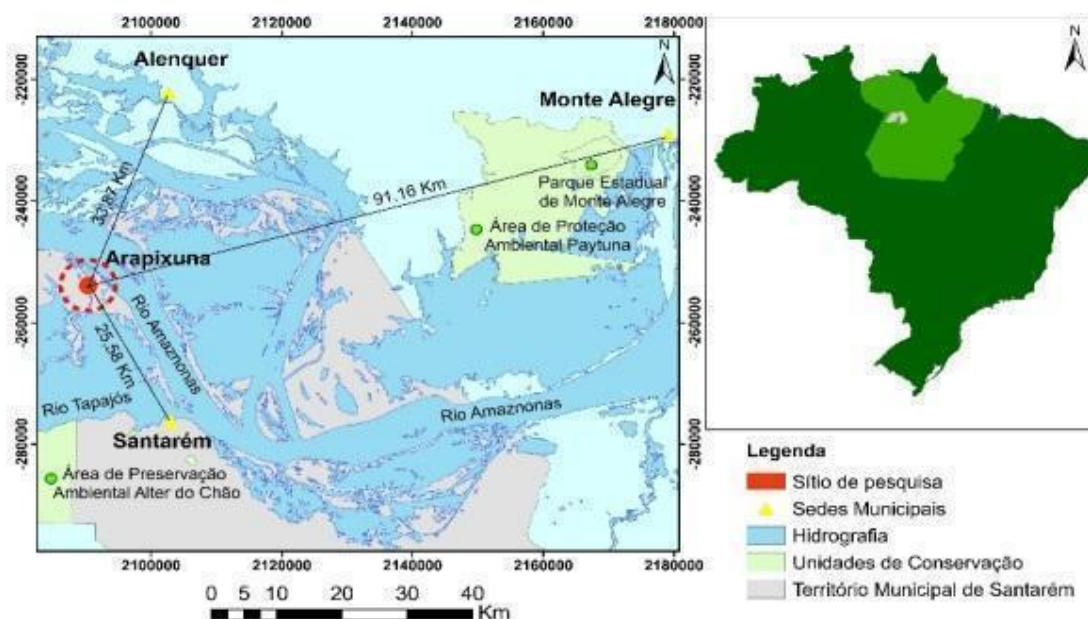 2100000 2120000 2140000 2160000 2180000
N
N
Alenquer
Monte Alegre
-220000
-220000
33.87 Km
91.16 Km
Parque Estadual
de Monte Alegre
-240000
-240000
Área de Proteção
Ambiental Paytuna
Arapixuna
-260000
-260000
25.58 Km
Rio Amaznonas
Rio Tapajós
Rio Amaznonas
Santarém
-280000
-280000
Área de Preservação
Ambiental Alter do Chão
2100000 2120000 2140000 2160000 2180000
0 5 10 20 30 40
Km
Legenda
Sítio de pesquisa
Sedes Municipais
Hidrografia
Unidades de Conservação
Território Municipal de Santarém